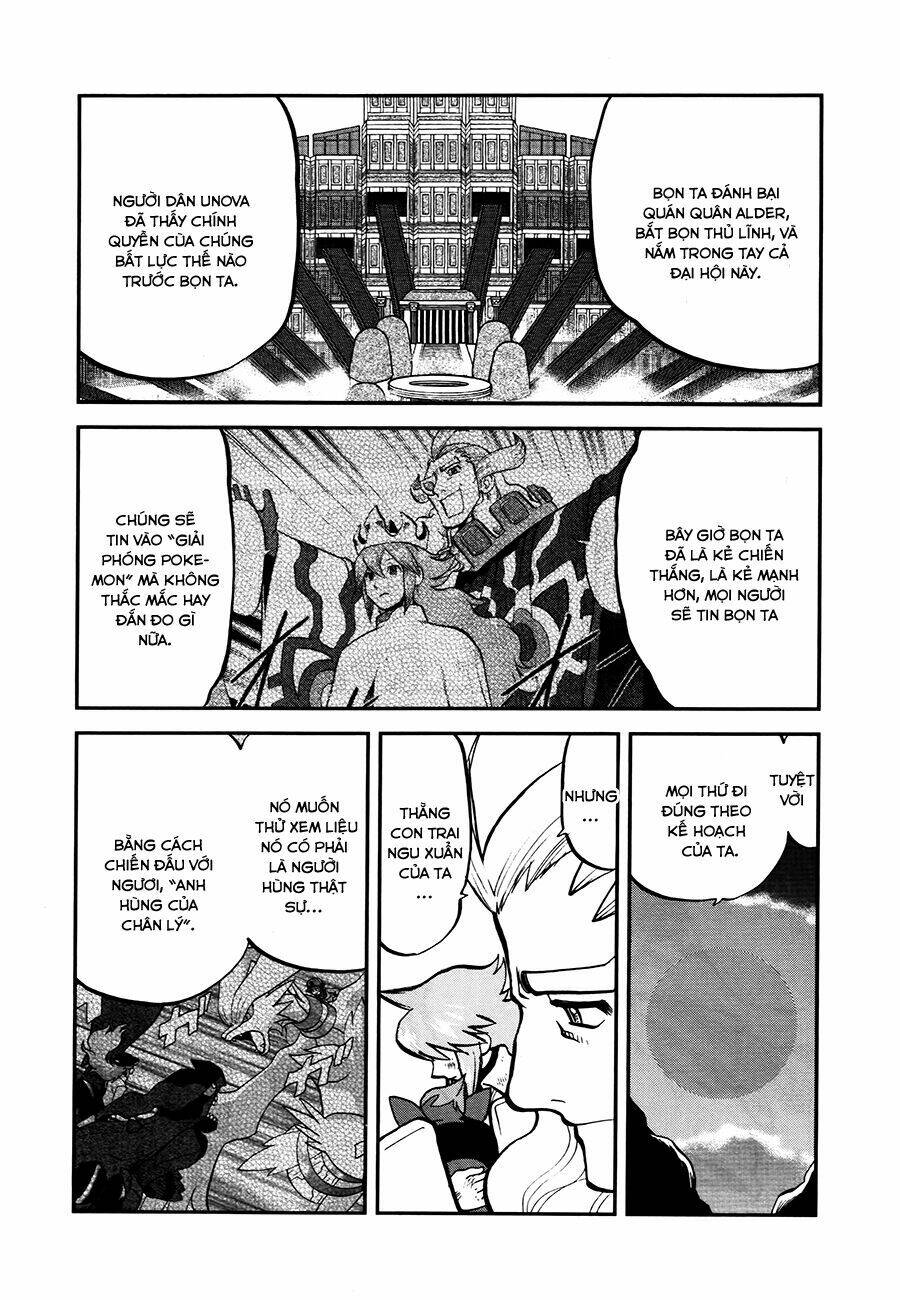 BỌN TA ĐÁNH BẠI
QUÁN QUÂN ALDER,
BẮT BỌN THỦ LĨNH, VÀ
NẮM TRONG TAY CẢ
ĐẠI HỘI NÀY.
NGƯỜI DÂN UNOVA
ĐÃ THẤY CHÍNH
QUYỀN CỦA CHÚNG
BẤT LỰC THẾ NÀO
TRƯỚC BỌN TA.
BÂY GIỜ BỌN TA
ĐÃ LÀ KẺ CHIẾN
THẮNG, LÀ KẺ MẠNH
HƠN, MỌI NGƯỜI
SẼ TIN BỌN TA
CHÚNG SẼ
TIN VÀO “GIẢI
PHÓNG POKE-
MON” MÀ KHÔNG
THẮC MẮC HAY
ĐẮN ĐO GÌ
NỮA.
TUYỆT
VỜI
MỌI THỨ ĐI
ĐÚNG THEO
KẾ HOẠCH
CỦA TA.
NHƯNG
...
THẰNG
CON TRAI
NGU XUẨN
CỦA TA
...
NÓ MUỐN
THỬ XEM LIỆU
NÓ CÓ PHẢI
LÀ NGƯỜI
HÙNG THẬT
SỰ...
BẰNG CÁCH
CHIẾN ĐẤU VỚI
NGƯƠI, “ANH
HÙNG CỦA
CHÂN LÝ”.